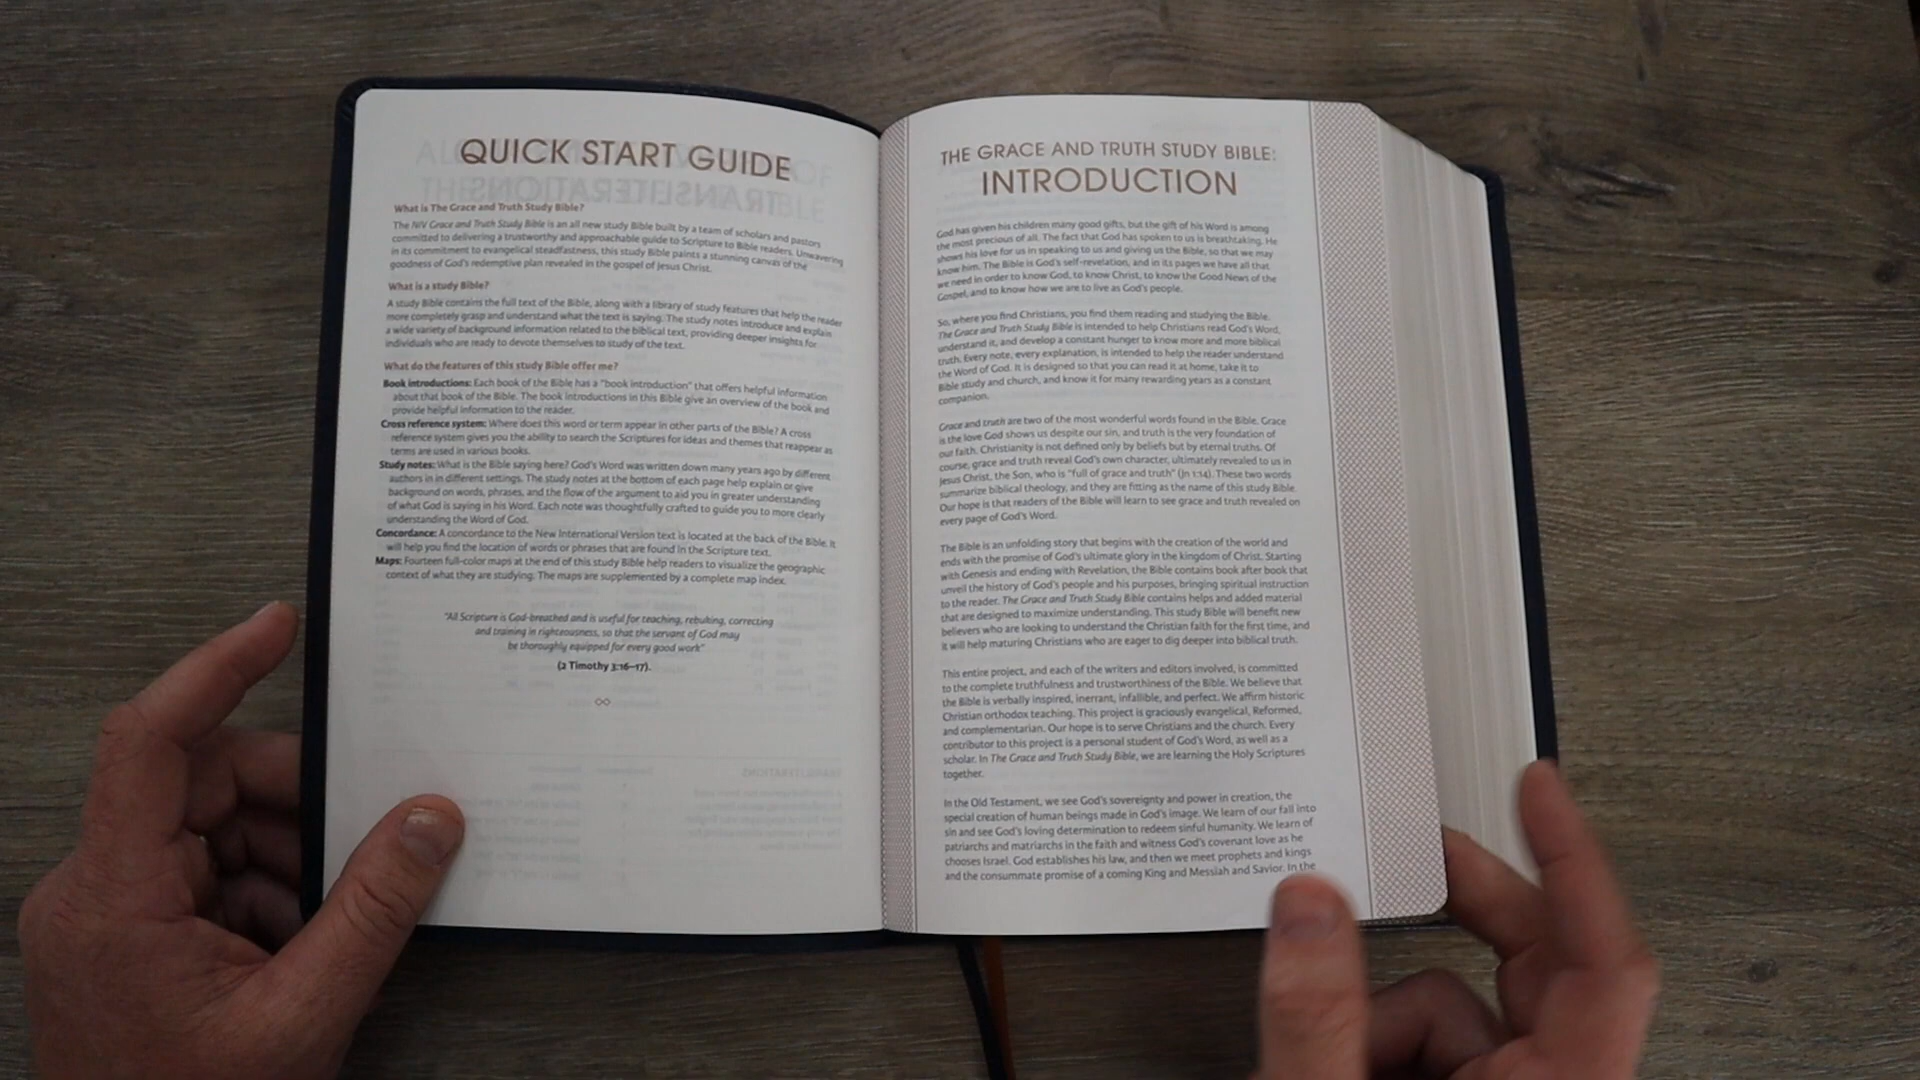 QUICK START GUIDE
What is The Grace and Truth Study Bible?
The NIV Grace and Truth Study Bible is an all new study Bible built by a team of scholars and pastors
committed to delivering a trustworthy and approachable guide to Scripture to Bible readers. Unwavering
in its commitment to evangelical steadfastness, this study Bible paints a stunning canvas of the
goodness of God's redemptive plan revealed in the gospel of Jesus Christ.
What is a study Bible?
A study Bible contains the full text of the Bible, along with a library of study features that help the reader
more completely grasp and understand what the text is saying. The study notes introduce and explain
a wide variety of background information related to the biblical text, providing deeper insights for
individuals who are ready to devote themselves to study of the text.
What do the features of this study Bible offer me?
Book introductions: Each book of the Bible has a "book introduction" that offers helpful information
about that book of the Bible. The book introductions in this Bible give an overview of the book and
provide helpful information to the reader.
Cross reference system: Where does this word or term appear in other parts of the Bible? A cross
reference system gives you the ability to search the Scriptures for ideas and themes that reappear as
terms are used in various books.
Study notes: What is the Bible saying here? God's Word was written down many years ago by different
authors in in different settings. The study notes at the bottom of each page help explain or give
background on words, phrases, and the flow of the argument to aid you in greater understanding
of what God is saying in his Word. Each note was thoughtfully crafted to guide you to more clearly
understanding the Word of God.
Concordance: A concordance to the New International Version text is located at the back of the Bible. It
will help you find the location of words or phrases that are found in the Scripture text.
Maps: Fourteen full-color maps at the end of this study Bible help readers to visualize the geographic
context of what they are studying. The maps are supplemented by a complete map index.
"All Scripture is God-breathed and is useful for teaching, rebuking, correcting
and training in righteousness, so that the servant of God may
be thoroughly equipped for every good work"
(2 Timothy 3:16–17).
THE GRACE AND TRUTH STUDY BIBLE:
INTRODUCTION
God has given his children many good gifts, but the gift of his Word is among
the most precious of all. The fact that God has spoken to us is breathtaking. He
shows his love for us in speaking to us and giving us the Bible, so that we may
know him. The Bible is God's self-revelation, and in its pages we have all that
we need in order to know God, to know Christ, to know the Good News of the
Gospel, and to know how we are to live as God's people.
So, where you find Christians, you find them reading and studying the Bible.
The Grace and Truth Study Bible is intended to help Christians read God's Word,
understand it, and develop a constant hunger to know more and more biblical
truth. Every note, every explanation, is intended to help the reader understand
the Word of God. It is designed so that you can read it at home, take it to
Bible study and church, and know it for many rewarding years as a constant
companion.
Grace and truth are two of the most wonderful words found in the Bible. Grace
is the love God shows us despite our sin, and truth is the very foundation of
our faith. Christianity is not defined only by beliefs but by eternal truths. Of
course, grace and truth reveal God's own character, ultimately revealed to us in
Jesus Christ, the Son, who is "full of grace and truth" (Jn 1:14). These two words
summarize biblical theology, and they are fitting as the name of this study Bible.
Our hope is that readers of the Bible will learn to see grace and truth revealed on
every page of God's Word.
The Bible is an unfolding story that begins with the creation of the world and
ends with the promise of God's ultimate glory in the kingdom of Christ. Starting
with Genesis and ending with Revelation, the Bible contains book after book that
unveil the history of God's people and his purposes, bringing spiritual instruction
to the reader. The Grace and Truth Study Bible contains helps and added material
that are designed to maximize understanding. This study Bible will benefit new
believers who are looking to understand the Christian faith for the first time, and
it will help maturing Christians who are eager to dig deeper into biblical truth.
This entire project, and each of the writers and editors involved, is committed
to the complete truthfulness and trustworthiness of the Bible. We believe that
the Bible is verbally inspired, inerrant, infallible, and perfect. We affirm historic
Christian orthodox teaching. This project is graciously evangelical, Reformed,
and complementarian. Our hope is to serve Christians and the church. Every
contributor to this project is a personal student of God's Word, as well as a
scholar. In The Grace and Truth Study Bible, we are learning the Holy Scriptures
together.
In the Old Testament, we see God's sovereignty and power in creation, the
special creation of human beings made in God's image. We learn of our fall into
sin and see God's loving determination to redeem sinful humanity. We learn of
patriarchs and matriarchs in the faith and witness God's covenant love as he
chooses Israel. God establishes his law, and then we meet prophets and kings
and the consummate promise of a coming King and Messiah and Savior. In the